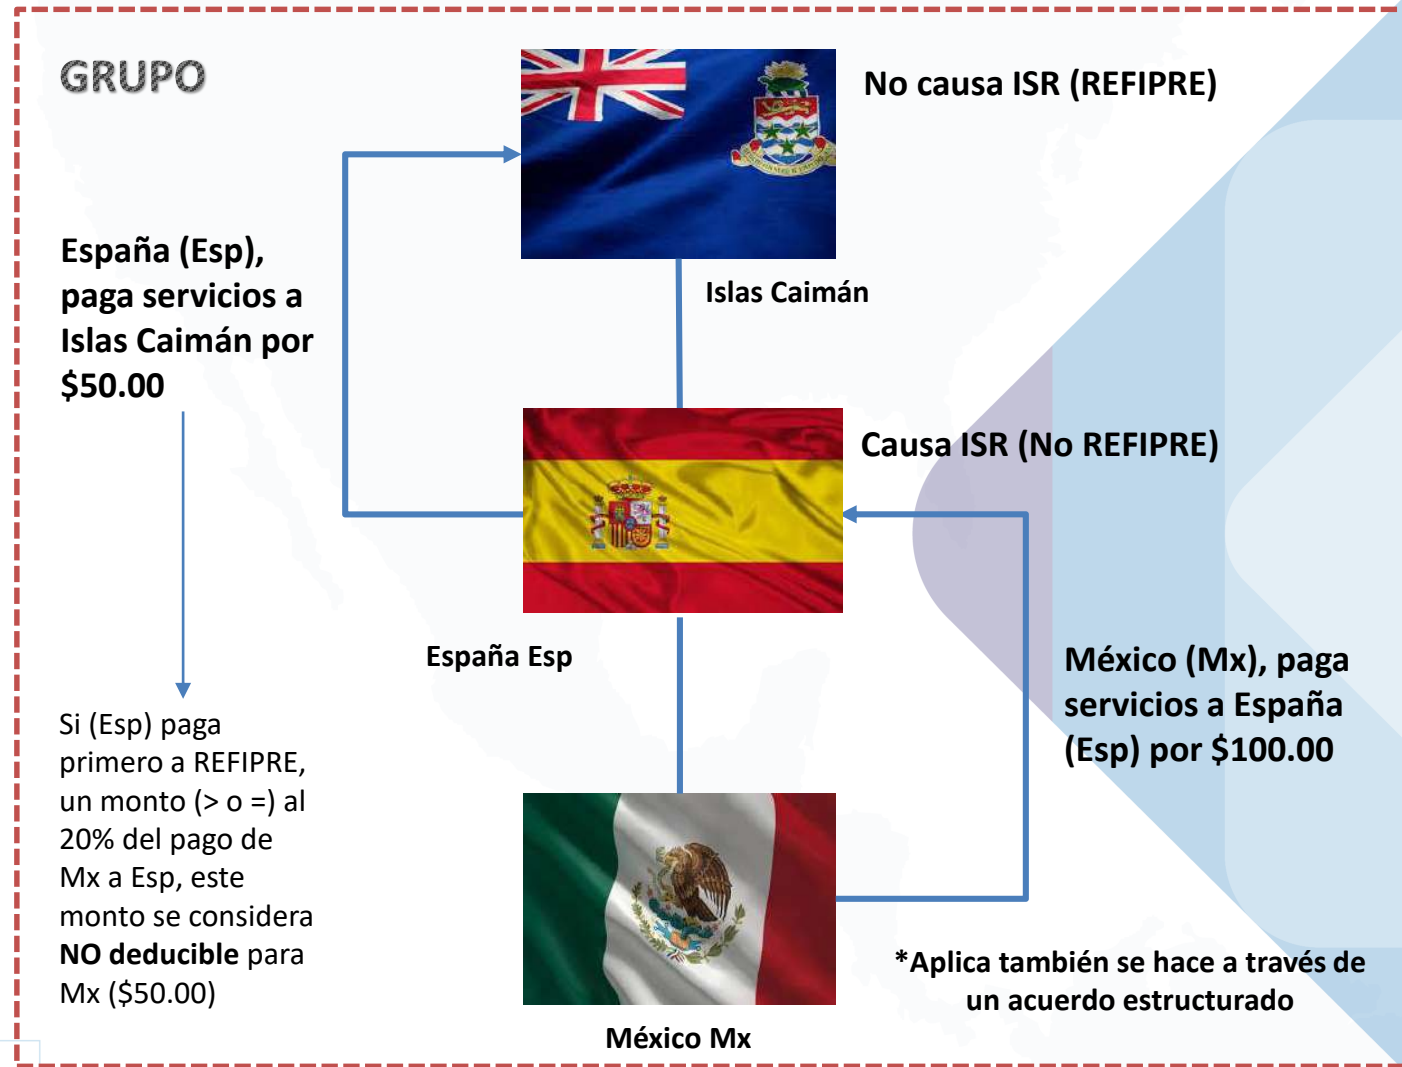 GRUPO
No causa ISR (REFIPRE)
España (Esp),
paga servicios a
Islas Caimán por
$50.00
Islas Caimán
Causa ISR (No REFIPRE)
España Esp
México (Mx), paga
servicios a España
(Esp) por $100.00
Si (Esp) paga
primero a REFIPRE,
un monto (> o =) al
20% del pago de
Mx a Esp, este
monto se considera
NO deducible para
Mx ($50.00)
*Aplica también se hace a través de
un acuerdo estructurado
México Mx